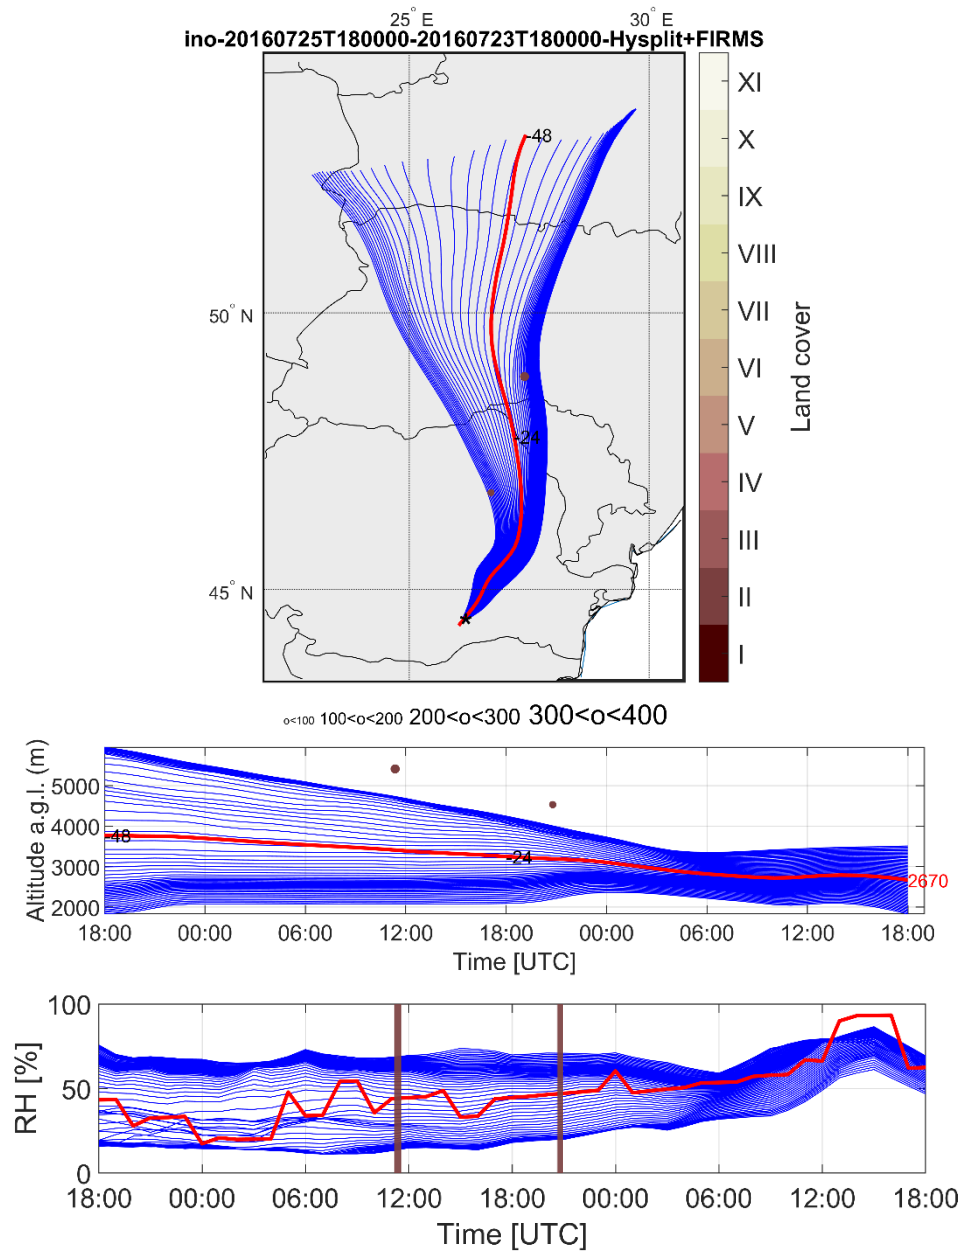 25° E 30° E
ino-20160725T180000-20160723T180000-Hysplit+FIRMS
-48
50° N
-24
45° N
XI
X
IX
VIII
VII
VI
V
IV
III
II
I
Land cover
o<100 100<o<200 200<o<300 300<o<400
Altitude a.g.l. (m)
5000
4000
3000
2000
-48
-24
2670
18:00 00:00 06:00 12:00 18:00 00:00 06:00 12:00 18:00
Time [UTC]
RH [%]
100
50
0
18:00 00:00 06:00 12:00 18:00 00:00 06:00 12:00 18:00
Time [UTC]